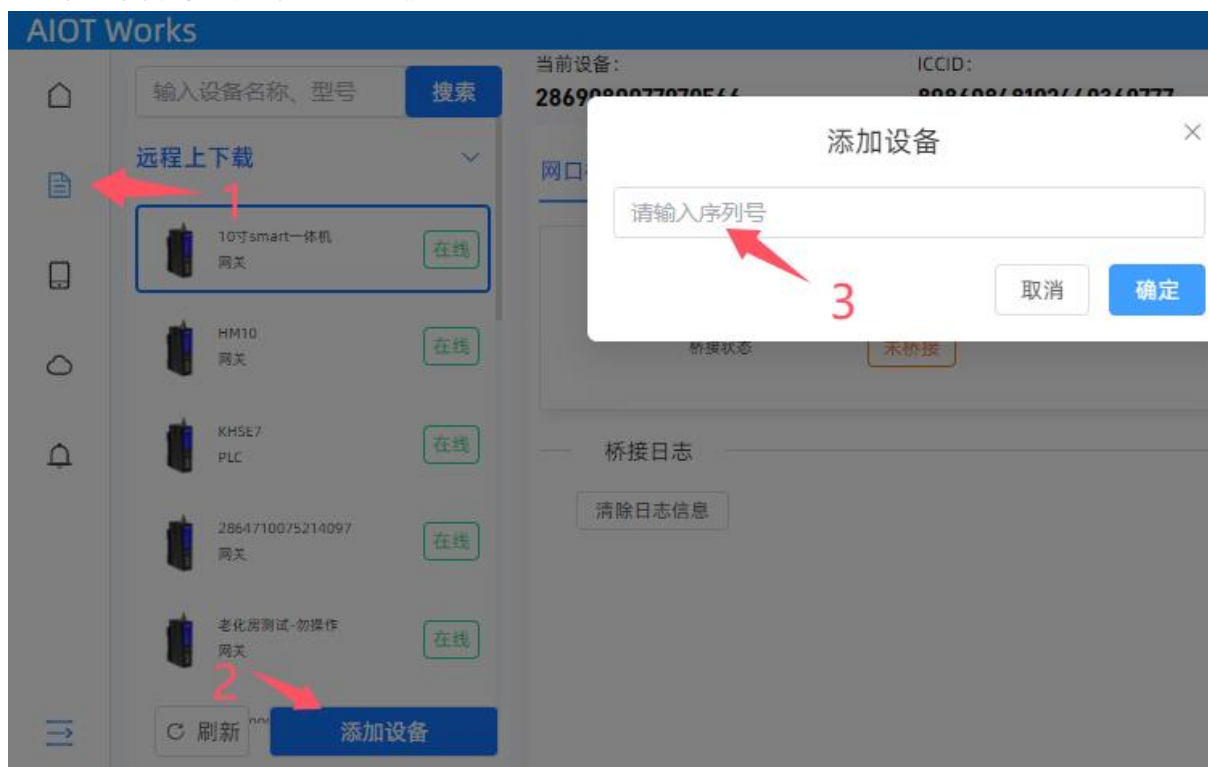 AIOT Works
输入设备名称、型号
搜索
当前设备：
ICCID：
远程上下载
网口
添加设备
请输入序列号
取消
确定
1
10寸smart一体机
网关
在线
3
HM10
网关
在线
桥接状态
未桥接
KHSE7
PLC
在线
桥接日志
清除日志信息
2864710075214097
网关
在线
老化房测试-勿操作
网关
在线
2
刷新
添加设备